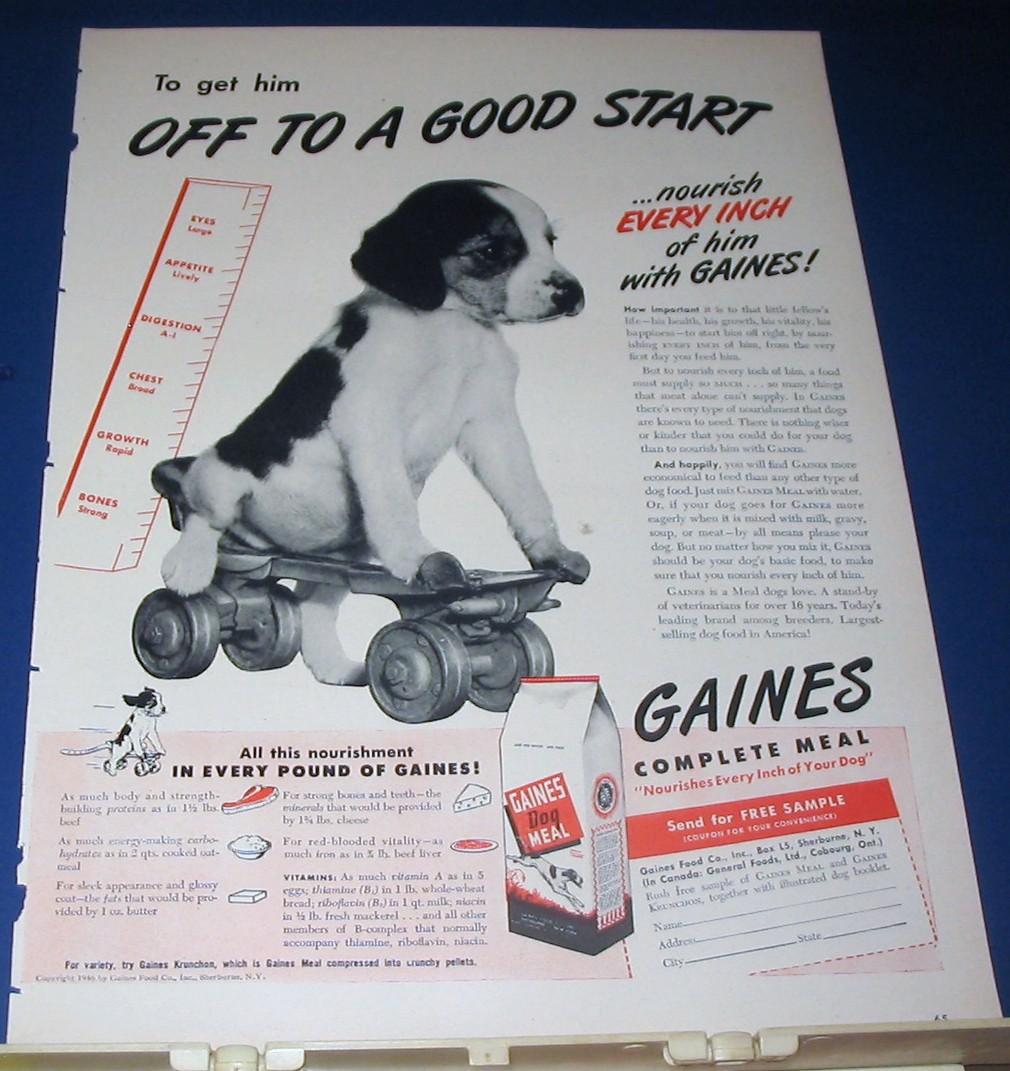 To get him
OFF TO A GOOD START
EYES
Large
APPETITE
Lively
DIGESTION
A-1
CHEST
Broad
GROWTH
Rapid
BONES
Strong
...nourish
EVERY INCH
of him
with GAINES!
How important it is to that little fellow's
life—his health, his growth, his vitality, his
happiness—to start him off right, by nour-
ishing EVERY INCH of him, from the very
first day you feed him.
But to nourish every inch of him, a food
must supply SO MUCH . . . so many things
that meat alone can't supply. In GAINES
there's every type of nourishment that dogs
are known to need. There is nothing wiser
or kinder that you could do for your dog
than to nourish him with GAINES.
And happily, you will find GAINES more
economical to feed than any other type of
dog food. Just mix GAINES MEAL with water.
Or, if your dog goes for GAINES more
eagerly when it is mixed with milk, gravy,
soup, or meat—by all means please your
dog. But no matter how you mix it, GAINES
should be your dog's basic food, to make
sure that you nourish every inch of him.
GAINES is a Meal dogs love. A stand-by
of veterinarians for over 16 years. Today's
leading brand among breeders. Largest-
selling dog food in America!
GAINES
COMPLETE MEAL
"Nourishes Every Inch of Your Dog"
All this nourishment
IN EVERY POUND OF GAINES!
As much body and strength-
building proteins as in 1½ lbs.
beef
As much energy-making carbo-
hydrates as in 2 qts. cooked oat-
meal
For sleek appearance and glossy
coat—the fats that would be pro-
vided by 1 oz. butter
For strong bones and teeth—the
minerals that would be provided
by 1¾ lbs. cheese
For red-blooded vitality—as
much iron as in ¾ lb. beef liver
VITAMINS: As much vitamin A as in 5
eggs; thiamine (B₁) in 1 lb. whole-wheat
bread; riboflavin (B₂) in 1 qt. milk; niacin
in ½ lb. fresh mackerel . . . and all other
members of B-complex that normally
accompany thiamine, riboflavin, niacin.
For variety, try Gaines Krunchon, which is Gaines Meal compressed into crunchy pellets.
Copyright 1946 by Gaines Food Co., Inc., Sherburne, N.Y.
GAINES
Dog
MEAL
Send for FREE SAMPLE
(COUPON FOR YOUR CONVENIENCE)
Gaines Food Co., Inc., Box L5, Sherburne, N. Y.
(In Canada: General Foods, Ltd., Cobourg, Ont.)
Rush free sample of GAINES MEAL and GAINES
KRUNCHON, together with illustrated dog booklet.
Name
Address
City State
65